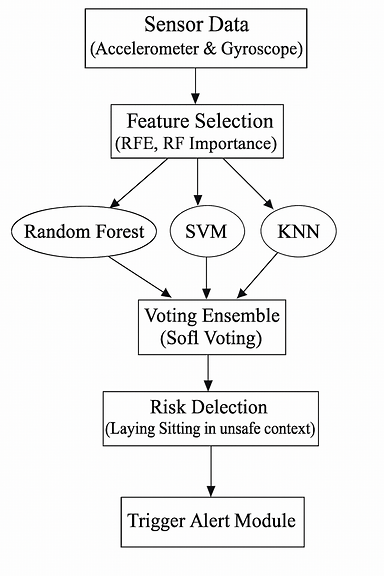 Sensor Data
(Accelerometer & Gyroscope)
Feature Selection
(RFE, RF Importance)
Random Forest
SVM
KNN
Voting Ensemble
(Sofl Voting)
Risk Delection
(Laying Sitting in unsafe context)
Trigger Alert Module